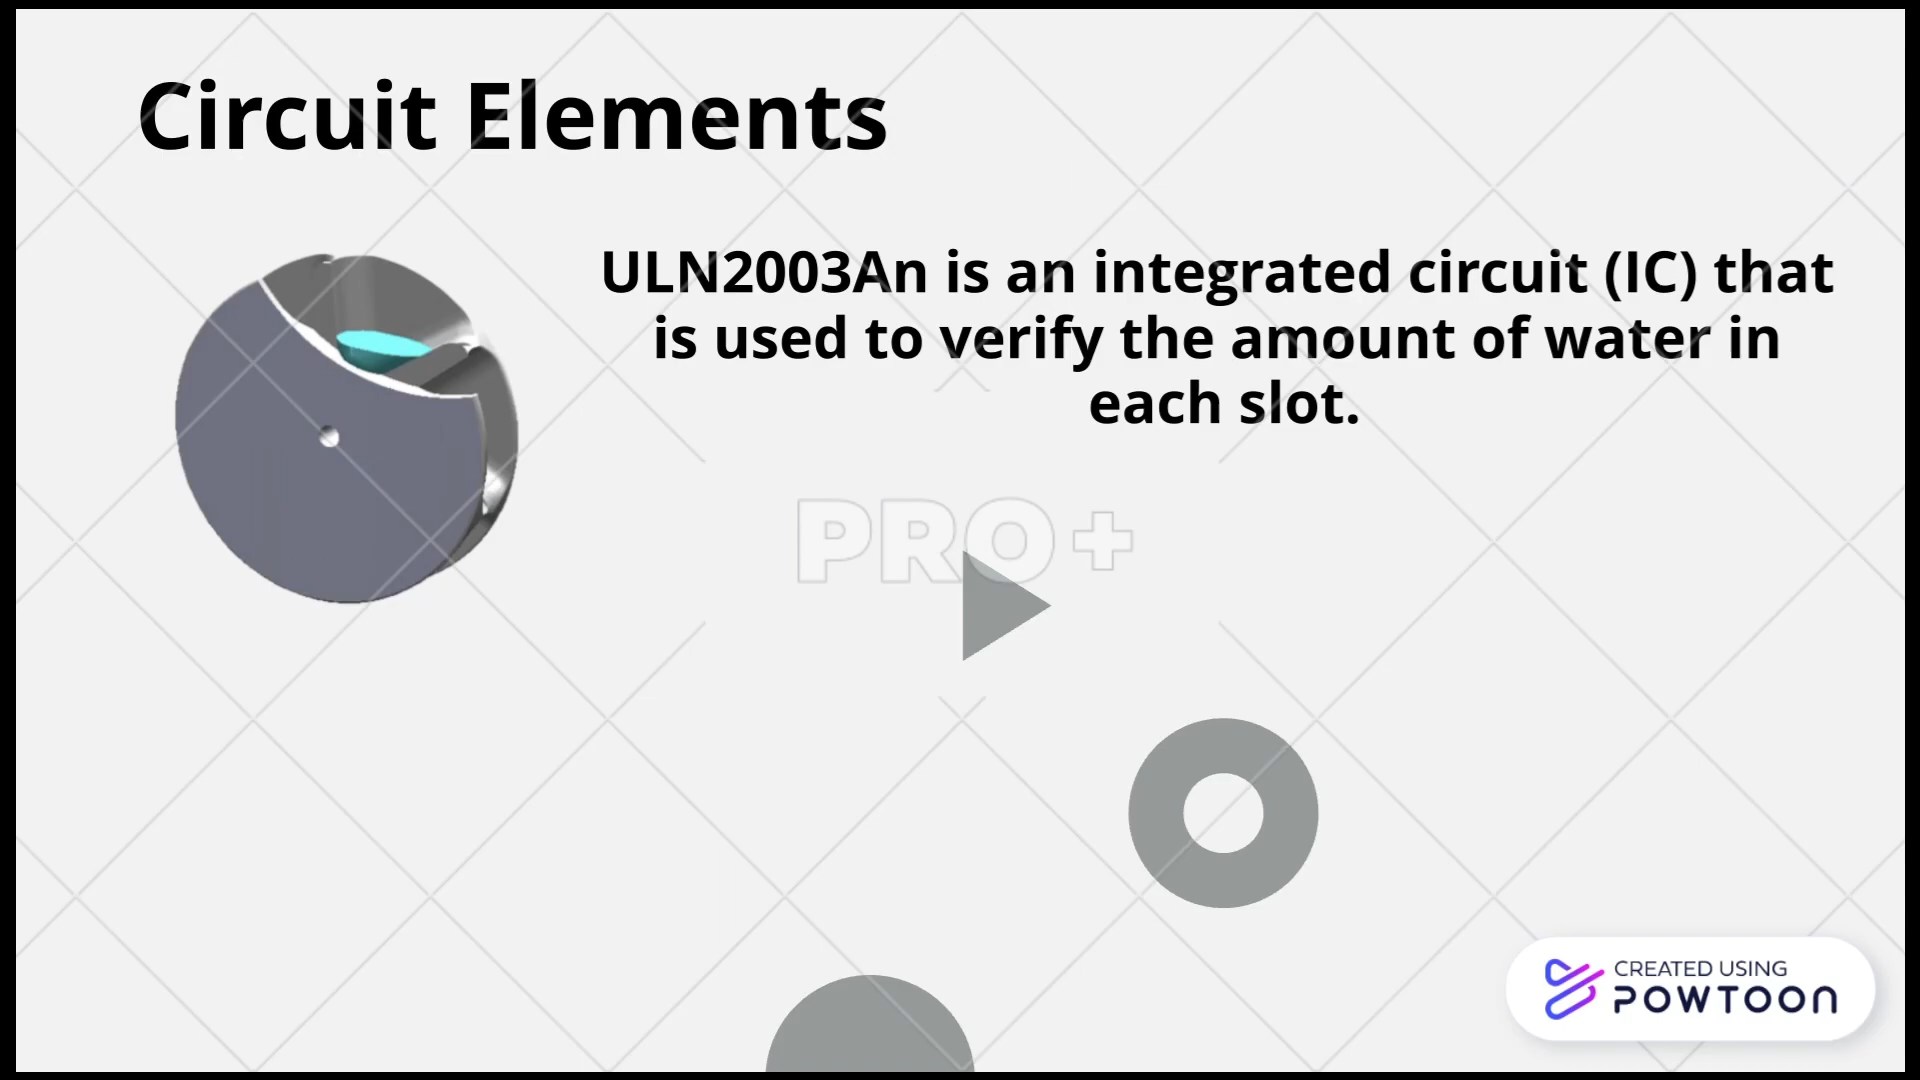 Circuit Elements
ULN2003An is an integrated circuit (IC) that
is used to verify the amount of water in
each slot.
PRO+
CREATED USING
POWTOON